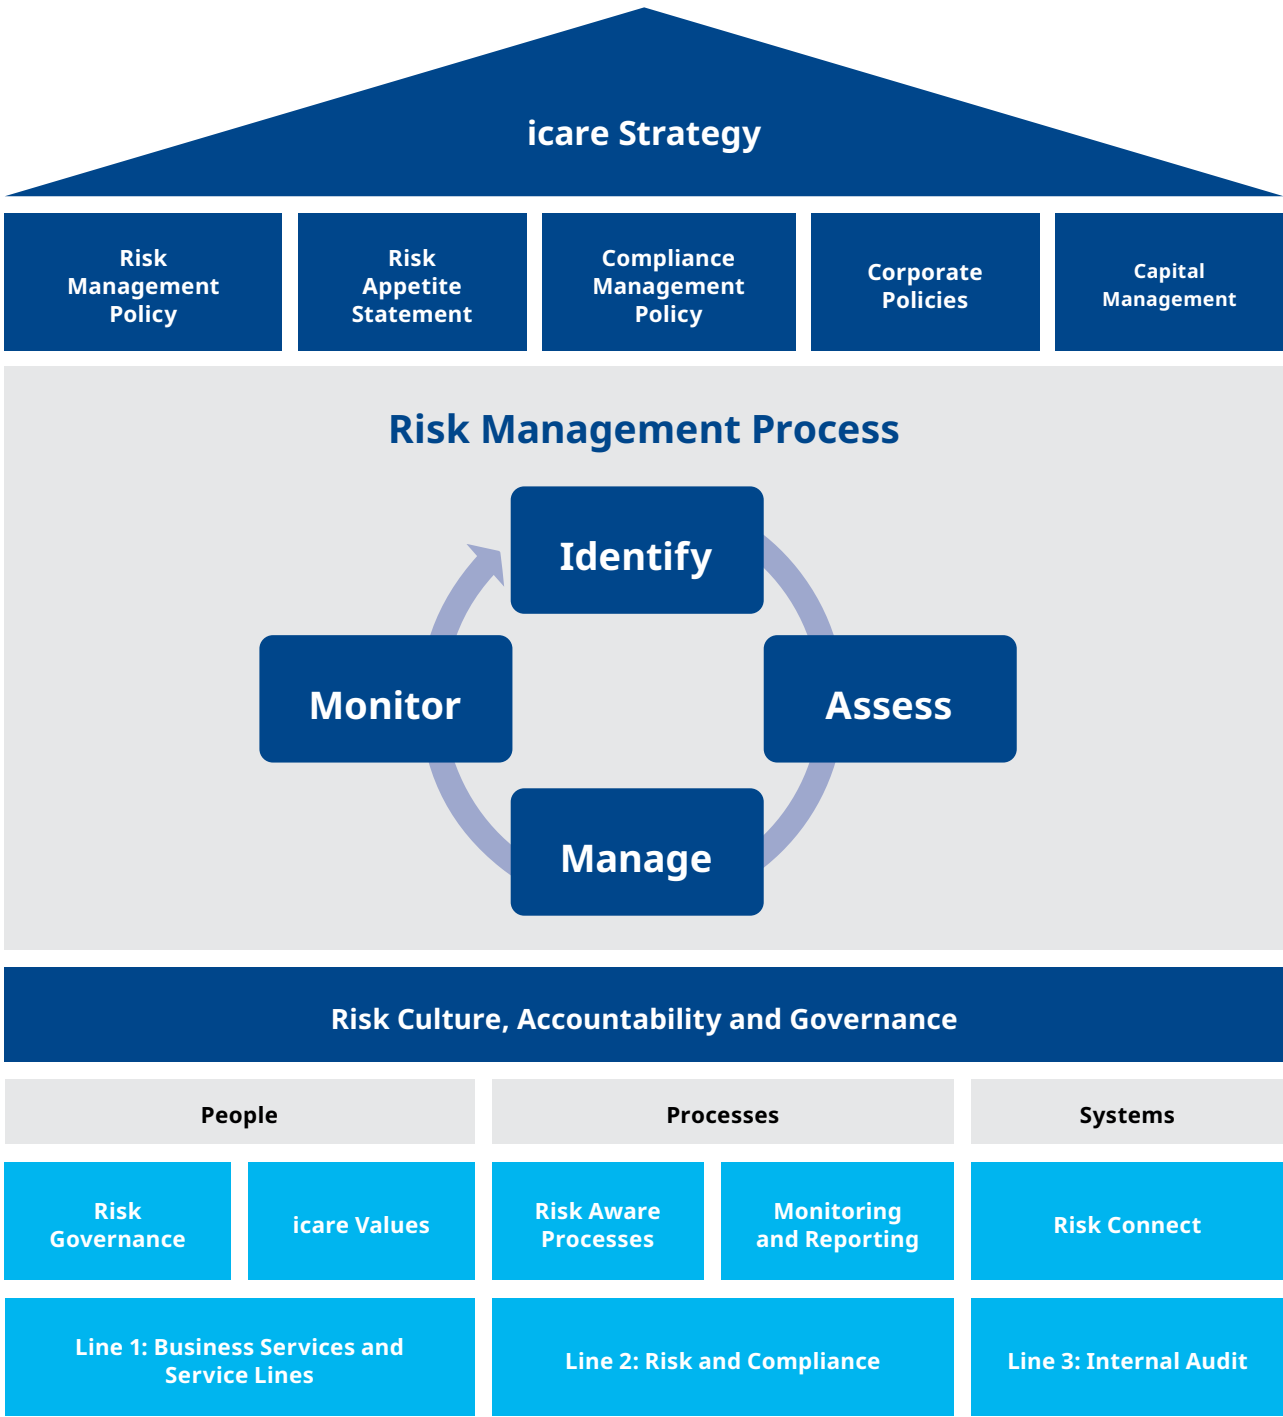 icare Strategy
Risk
Management
Policy
Risk
Appetite
Statement
Compliance
Management
Policy
Corporate
Policies
Capital
Management
Risk Management Process
Identify
Monitor
Assess
Manage
Risk Culture, Accountability and Governance
People
Processes
Systems
Risk
Governance
icare Values
Risk Aware
Processes
Monitoring
and Reporting
Risk Connect
Line 1: Business Services and
Service Lines
Line 2: Risk and Compliance
Line 3: Internal Audit